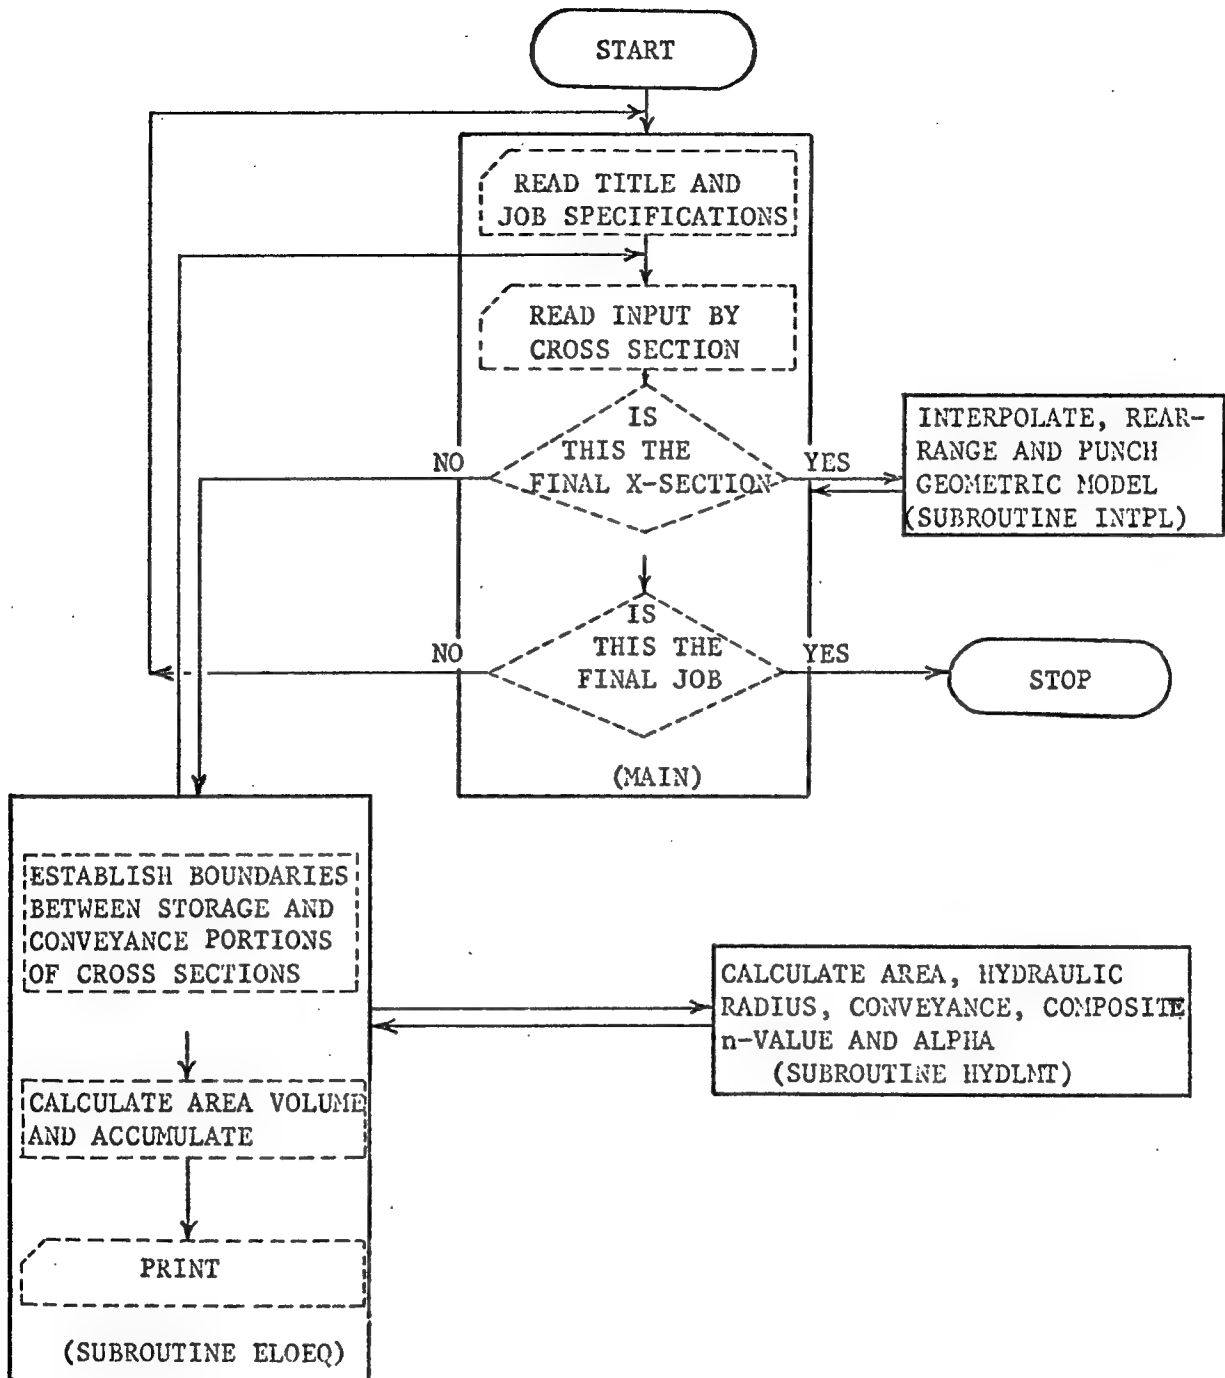 START
READ TITLE AND
JOB SPECIFICATIONS
READ INPUT BY
CROSS SECTION
IS
THIS THE
FINAL X-SECTION
NO
YES
INTERPOLATE, REAR-
RANGE AND PUNCH
GEOMETRIC MODEL
(SUBROUTINE INTPL)
IS
THIS THE
FINAL JOB
NO
YES
STOP
(MAIN)
ESTABLISH BOUNDARIES
BETWEEN STORAGE AND
CONVEYANCE PORTIONS
OF CROSS SECTIONS
CALCULATE AREA, HYDRAULIC
RADIUS, CONVEYANCE, COMPOSITE
n-VALUE AND ALPHA
(SUBROUTINE HYDLMT)
CALCULATE AREA VOLUME
AND ACCUMULATE
PRINT
(SUBROUTINE ELOEQ)